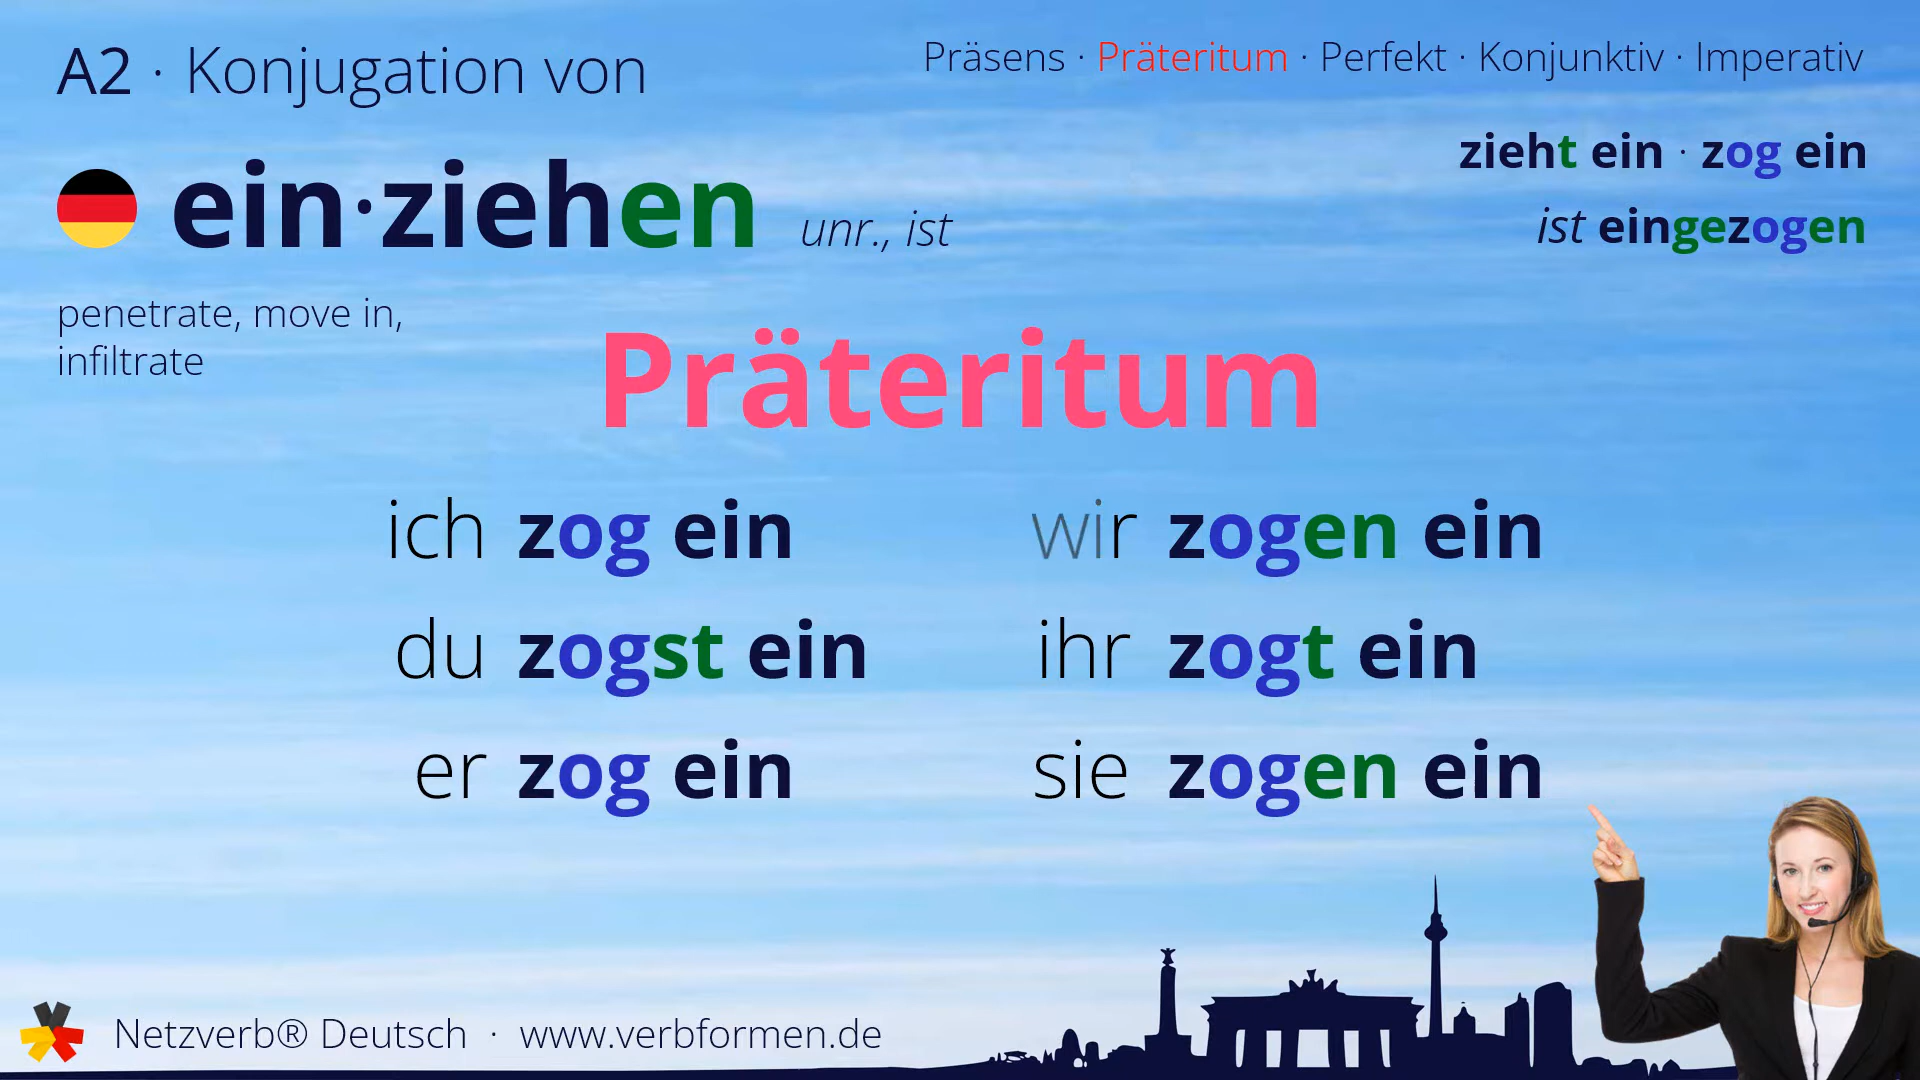 A2 · Konjugation von
Präsens · Präteritum · Perfekt · Konjunktiv · Imperativ
ein·ziehen unr., ist
zieht ein · zog ein
ist eingezogen
penetrate, move in,
infiltrate
Präteritum
ich zog ein
du zogst ein
er zog ein
wir zogen ein
ihr zogt ein
sie zogen ein
Netzverb® Deutsch · www.verbformen.de